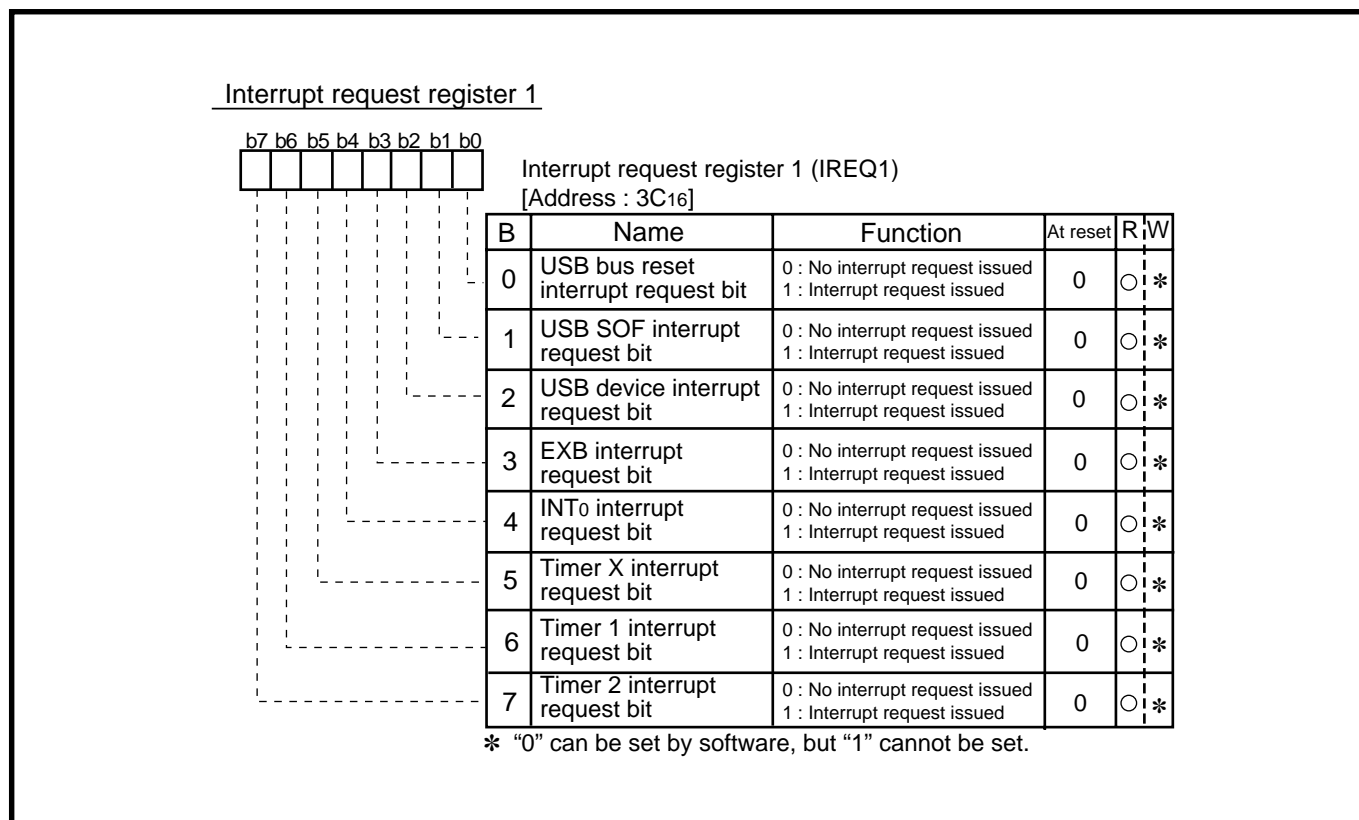 Interrupt request register 1
b7 b6 b5 b4 b3 b2 b1 b0
Interrupt request register 1 (IREQ1)
[Address : 3C16]
B Name Function At reset R W
0 USB bus reset interrupt request bit 0 : No interrupt request issued 1 : Interrupt request issued 0 ○ ✻
1 USB SOF interrupt request bit 0 : No interrupt request issued 1 : Interrupt request issued 0 ○ ✻
2 USB device interrupt request bit 0 : No interrupt request issued 1 : Interrupt request issued 0 ○ ✻
3 EXB interrupt request bit 0 : No interrupt request issued 1 : Interrupt request issued 0 ○ ✻
4 INT0 interrupt request bit 0 : No interrupt request issued 1 : Interrupt request issued 0 ○ ✻
5 Timer X interrupt request bit 0 : No interrupt request issued 1 : Interrupt request issued 0 ○ ✻
6 Timer 1 interrupt request bit 0 : No interrupt request issued 1 : Interrupt request issued 0 ○ ✻
7 Timer 2 interrupt request bit 0 : No interrupt request issued 1 : Interrupt request issued 0 ○ ✻
✻ “0” can be set by software, but “1” cannot be set.